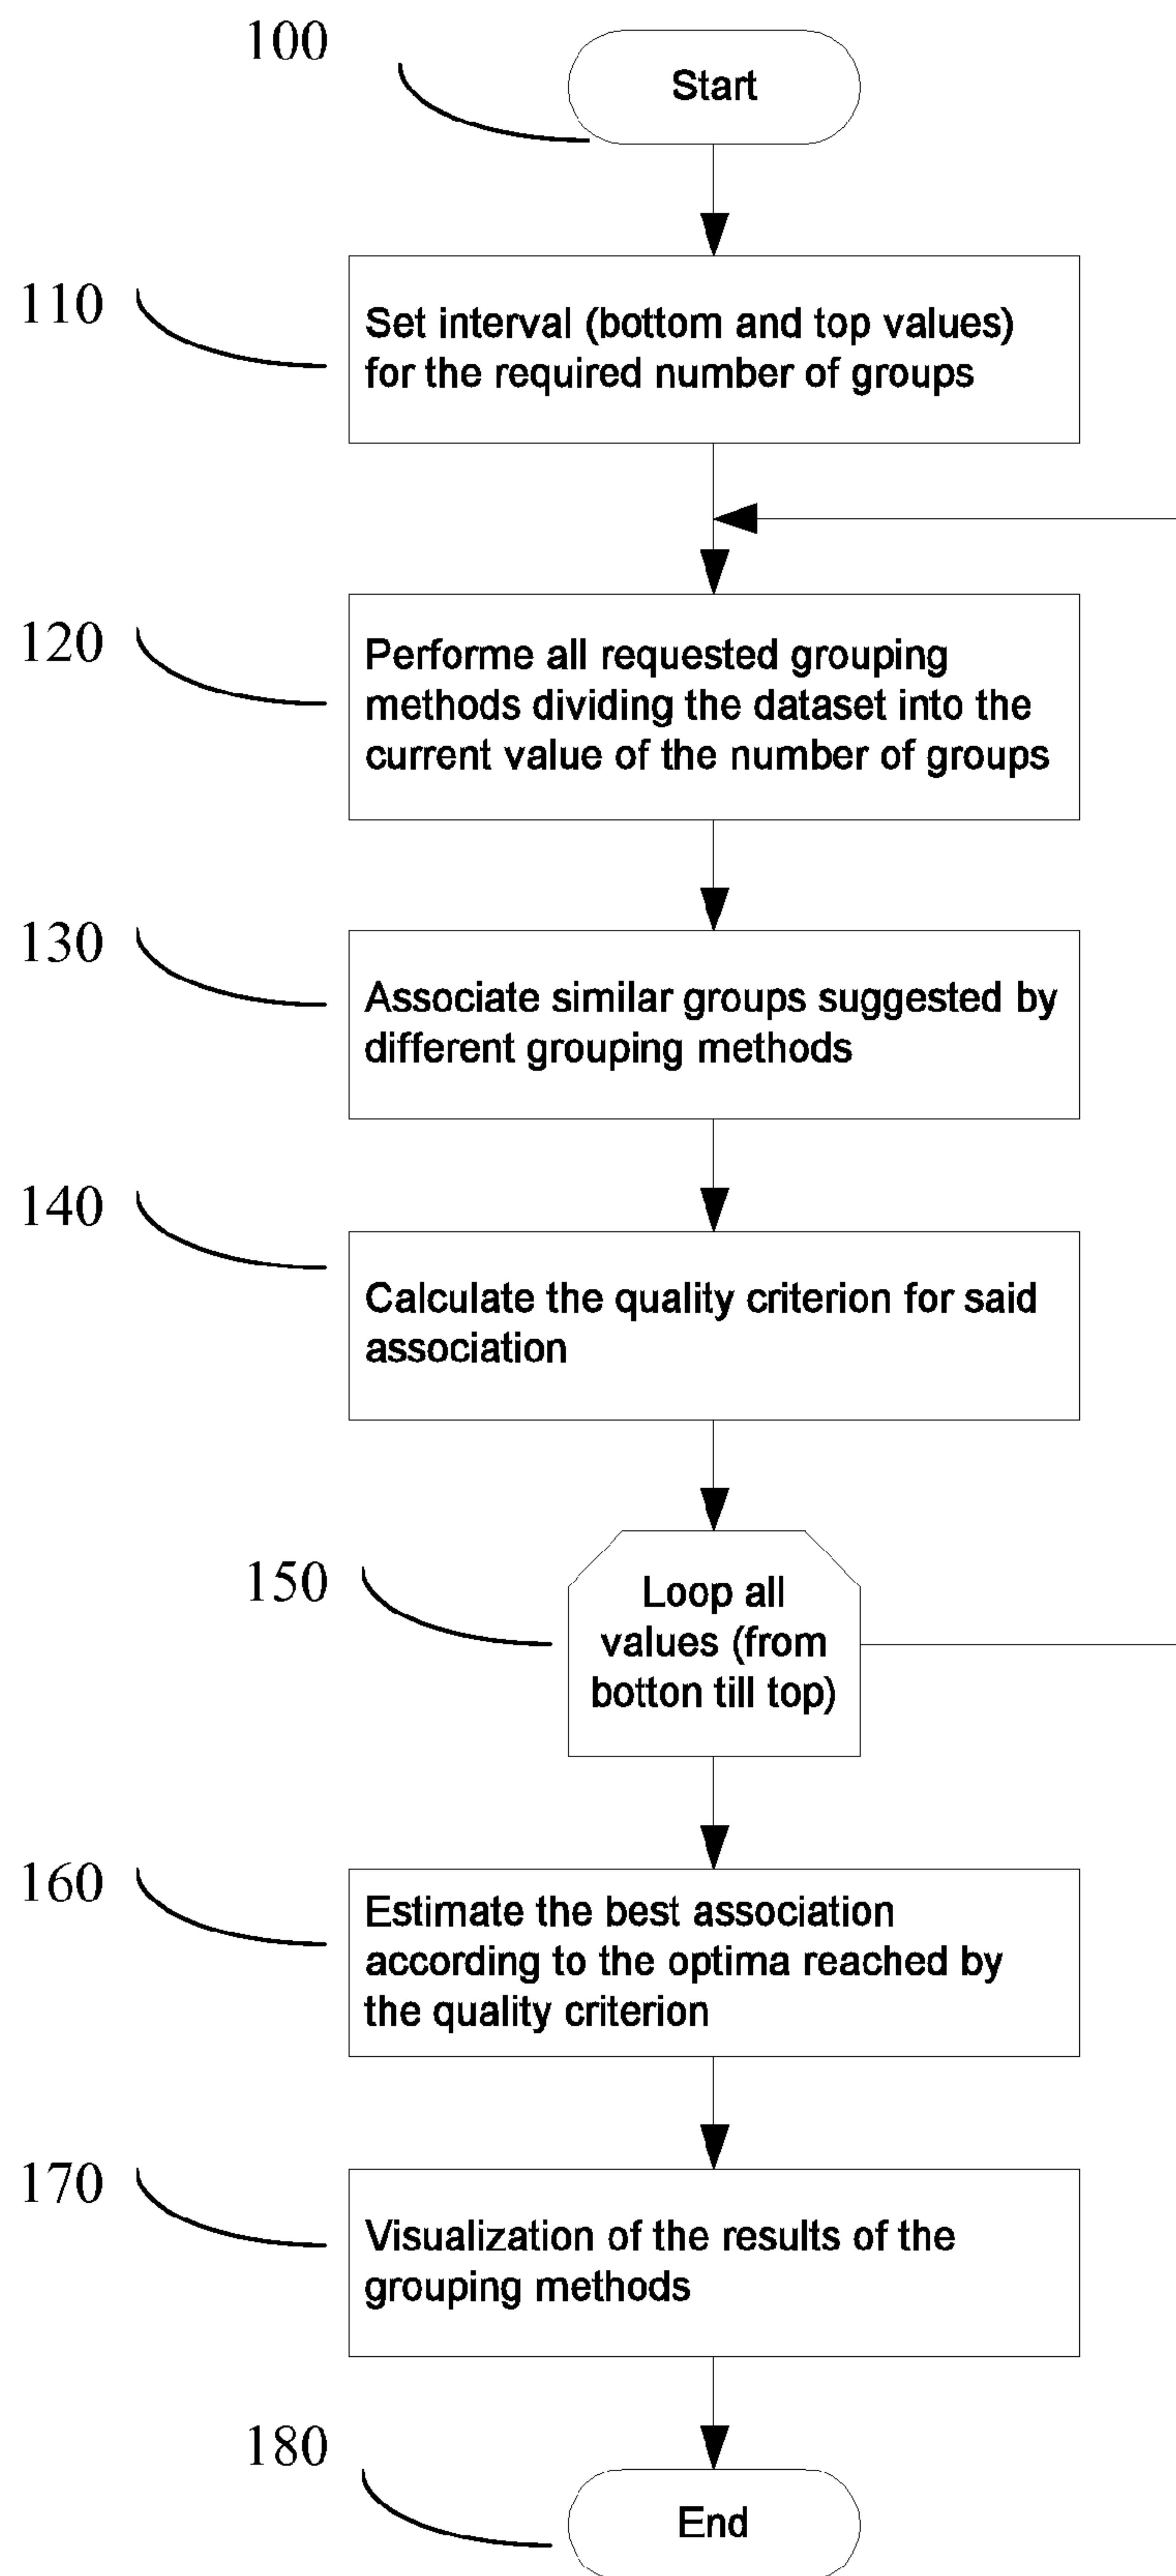 100
Start
110
Set interval (bottom and top values)
for the required number of groups
120
Performe all requested grouping
methods dividing the dataset into the
current value of the number of groups
130
Associate similar groups suggested by
different grouping methods
140
Calculate the quality criterion for said
association
150
Loop all
values (from
botton till top)
160
Estimate the best association
according to the optima reached by
the quality criterion
170
Visualization of the results of the
grouping methods
180
End